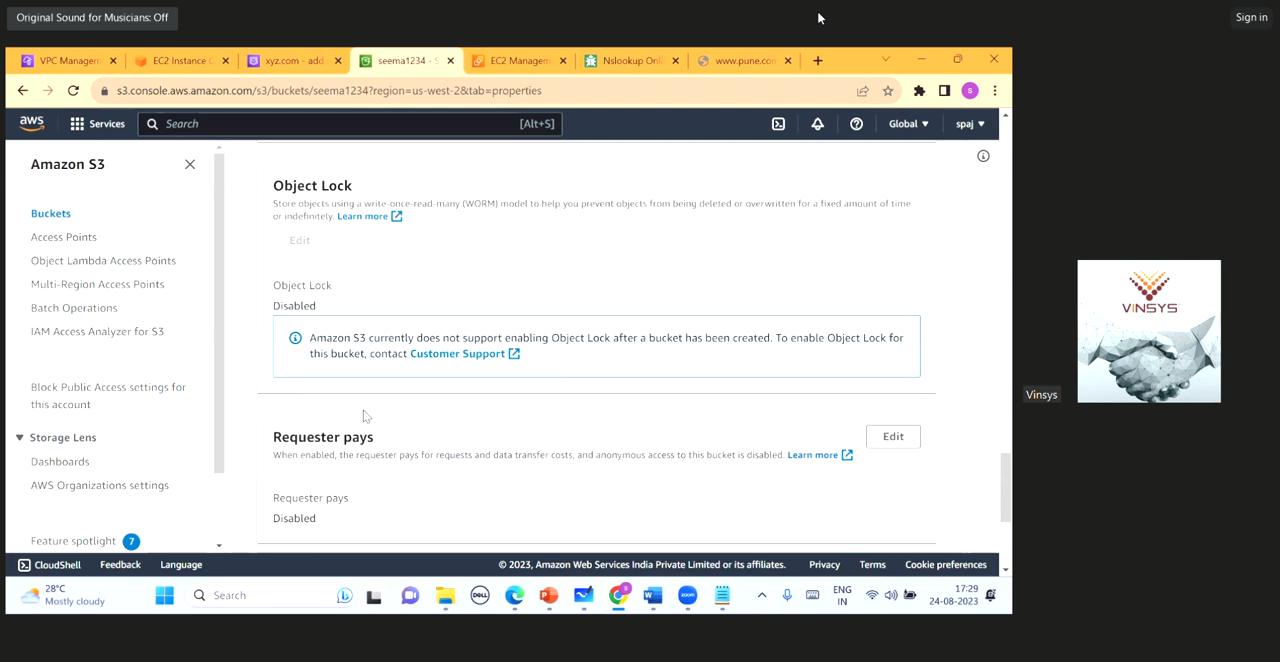 Original Sound for Musicians: Off
Sign in
VPC Managem
EC2 Instance C
xyz.com - add
seema1234 - S
EC2 Managem
Nslookup Onli
www.pune.com
s3.console.aws.amazon.com/s3/buckets/seema1234?region=us-west-2&tab=properties
S
aws
Services
Search
[Alt+S]
Global
spaj
Amazon S3
Buckets
Access Points
Object Lambda Access Points
Multi-Region Access Points
Batch Operations
IAM Access Analyzer for S3
Block Public Access settings for
this account
Storage Lens
Dashboards
AWS Organizations settings
Feature spotlight 7
Object Lock
Store objects using a write-once-read-many (WORM) model to help you prevent objects from being deleted or overwritten for a fixed amount of time
or indefinitely. Learn more
Edit
Object Lock
Disabled
Amazon S3 currently does not support enabling Object Lock after a bucket has been created. To enable Object Lock for
this bucket, contact Customer Support
Requester pays
Edit
When enabled, the requester pays for requests and data transfer costs, and anonymous access to this bucket is disabled. Learn more
Requester pays
Disabled
CloudShell
Feedback
Language
© 2023, Amazon Web Services India Private Limited or its affiliates.
Privacy
Terms
Cookie preferences
28°C
Mostly cloudy
Search
DELL
zoom
ENG
IN
17:29
24-08-2023
VINSYS
Vinsys